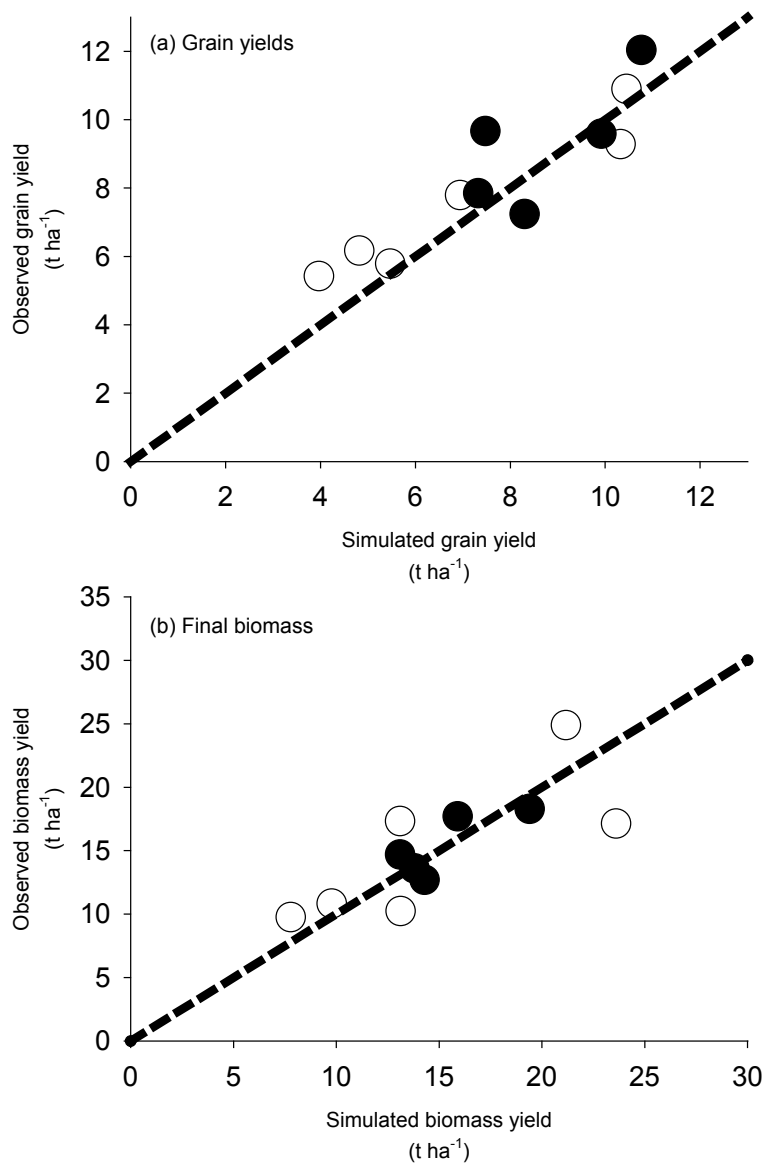 (a) Grain yields
12
10
8
6
4
2
0
Observed grain yield
(t ha-1)
0 2 4 6 8 10 12
Simulated grain yield
(t ha-1)
(b) Final biomass
35
30
25
20
15
10
5
0
Observed biomass yield
(t ha-1)
0 5 10 15 20 25 30
Simulated biomass yield
(t ha-1)